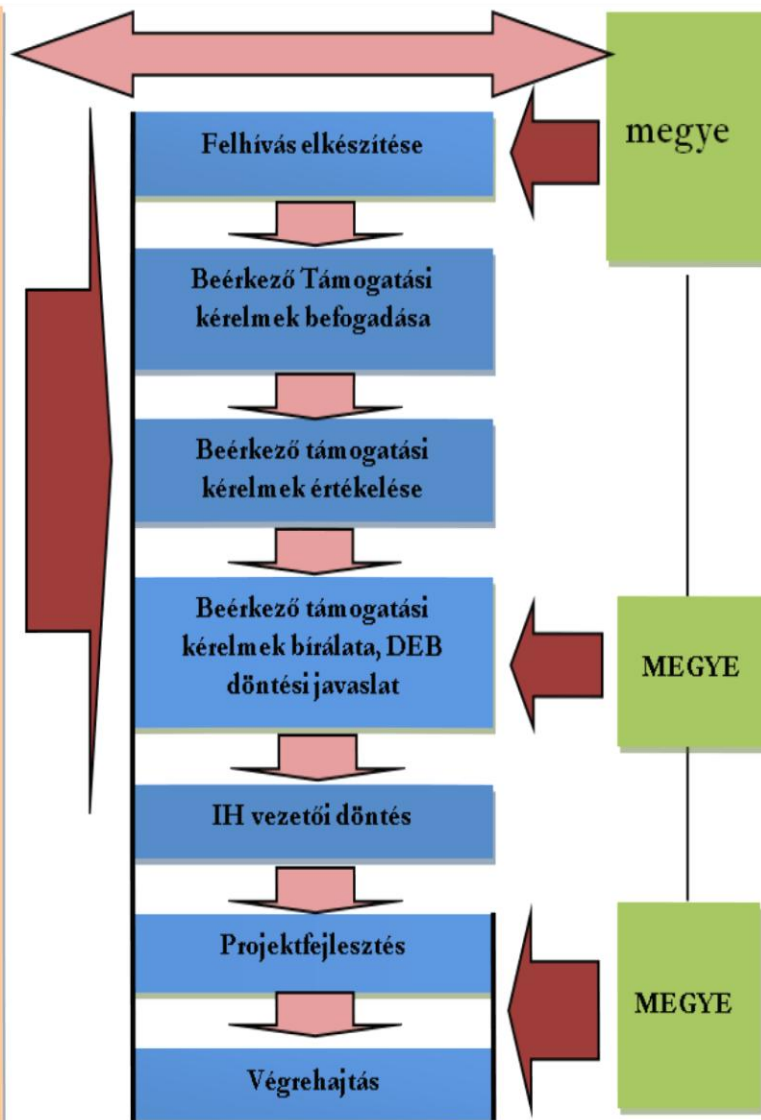 megye
Felhívás elkészítése
Beérkező Támogatási
kérelmek befogadása
Beérkező támogatási
kérelmek értékelése
Beérkező támogatási
kérelmek bírálata, DEB
döntési javaslat
MEGYE
IH vezetői döntés
Projektfejlesztés
MEGYE
Végrehajtás